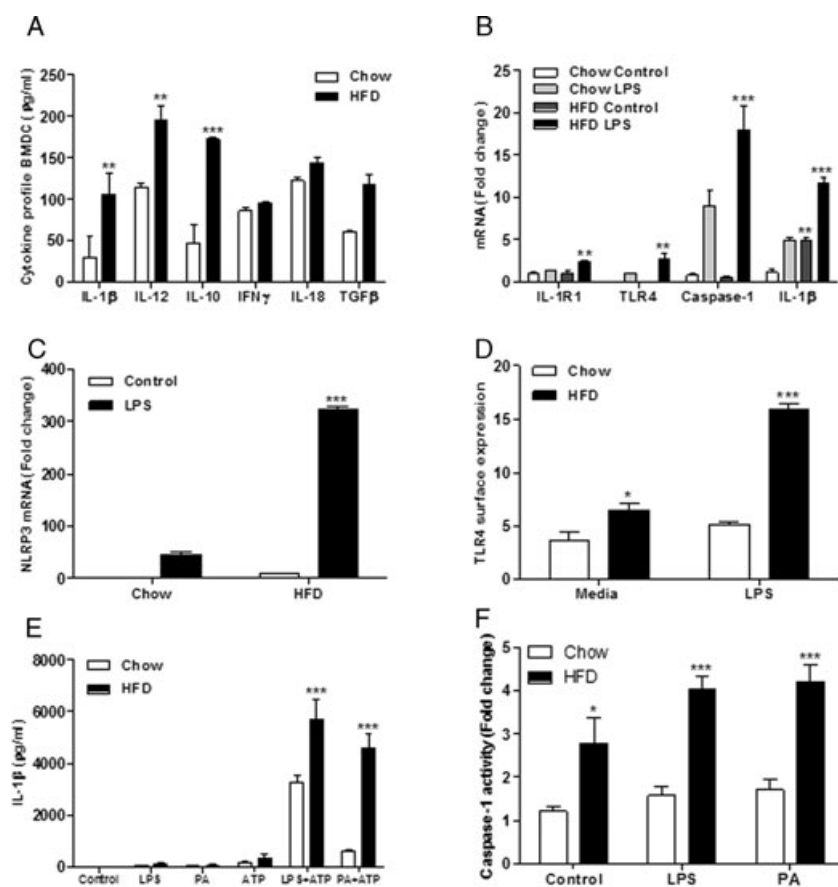 A
Cytokine profile BMDC ( pg/ml)
250
200
150
100
50
0
Chow
HFD
**
**
***
IL-1β IL-12 IL-10 IFNγ IL-18 TGFβ
B
mRNA (Fold change)
25
20
15
10
5
0
Chow Control
Chow LPS
HFD Control
HFD LPS
**
**
***
**
***
IL-1R1 TLR4 Caspase-1 IL-1β
C
NLRP3 mRNA (Fold change)
400
300
200
100
0
Control
LPS
***
Chow HFD
D
TLR4 surface expression
20
15
10
5
0
Chow
HFD
*
***
Media LPS
E
IL-1β (pg/ml)
8000
6000
4000
2000
0
Chow
HFD
***
***
Control LPS PA ATP LPS+ATP PA+ATP
F
Caspase-1 activity (Fold change)
5
4
3
2
1
0
Chow
HFD
*
***
***
Control LPS PA